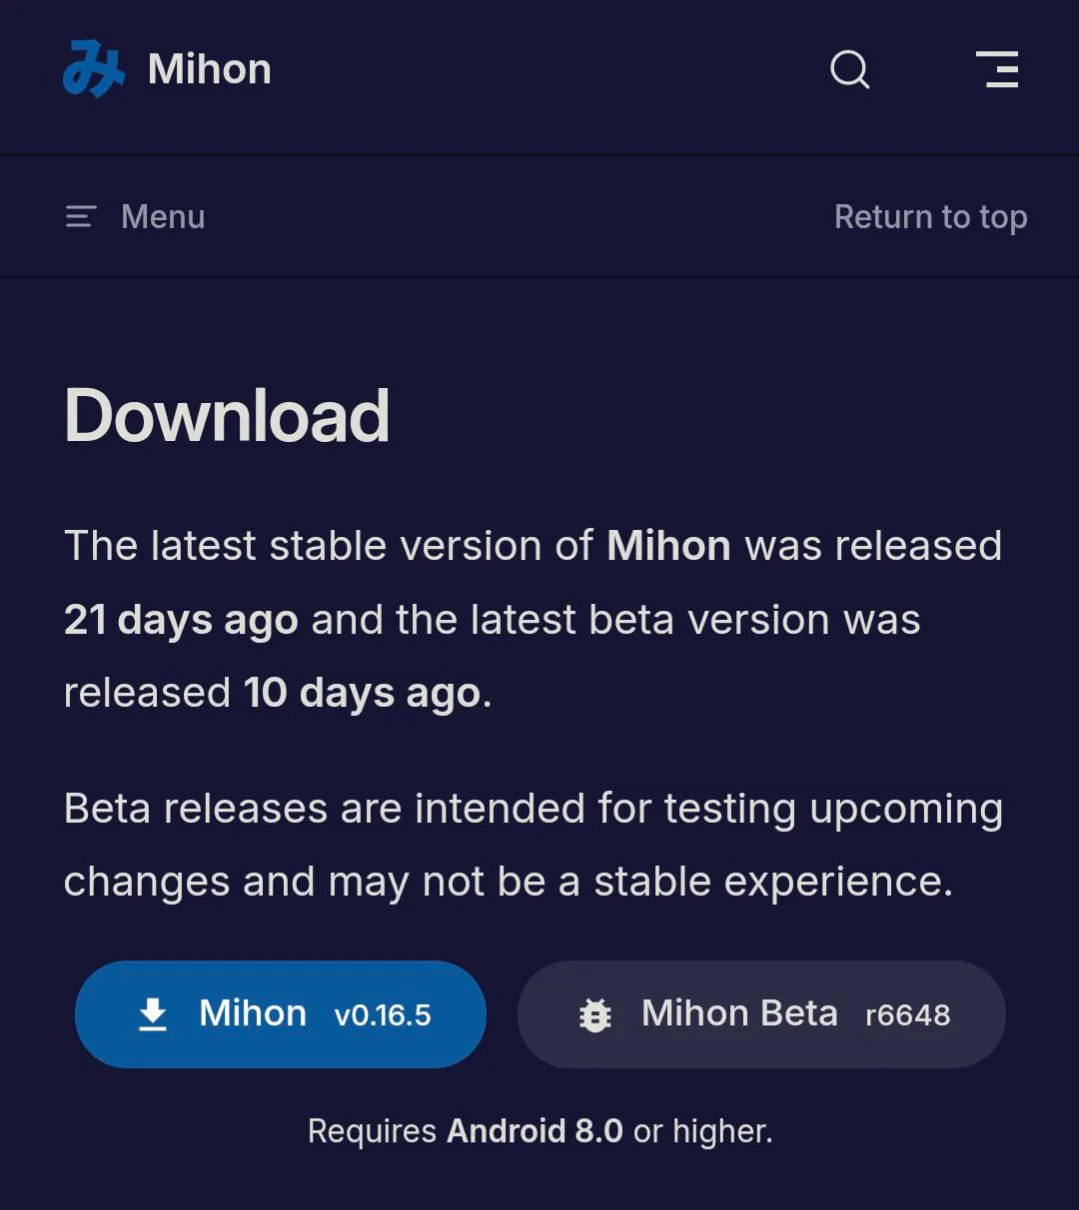 み Mihon
Menu
Return to top
Download
The latest stable version of Mihon was released
21 days ago and the latest beta version was
released 10 days ago.
Beta releases are intended for testing upcoming
changes and may not be a stable experience.
Mihon v0.16.5
Mihon Beta r6648
Requires Android 8.0 or higher.